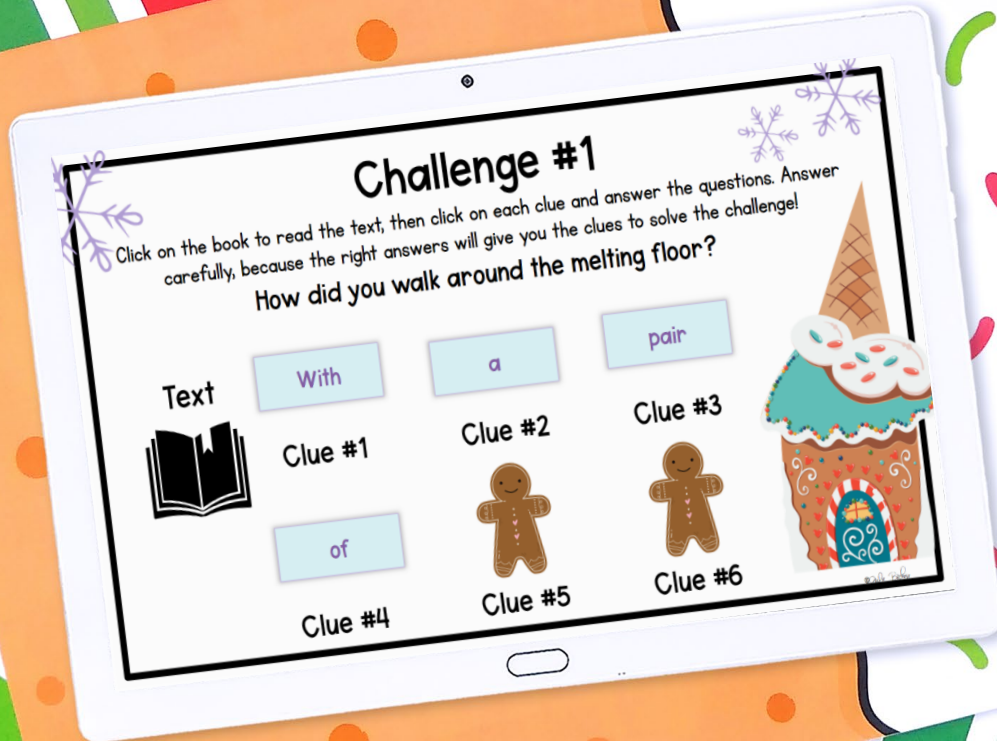 Challenge #1
Click on the book to read the text, then click on each clue and answer the questions. Answer
carefully, because the right answers will give you the clues to solve the challenge!
How did you walk around the melting floor?
Text
With
a
pair
Clue #1
Clue #2
Clue #3
of
Clue #4
Clue #5
Clue #6